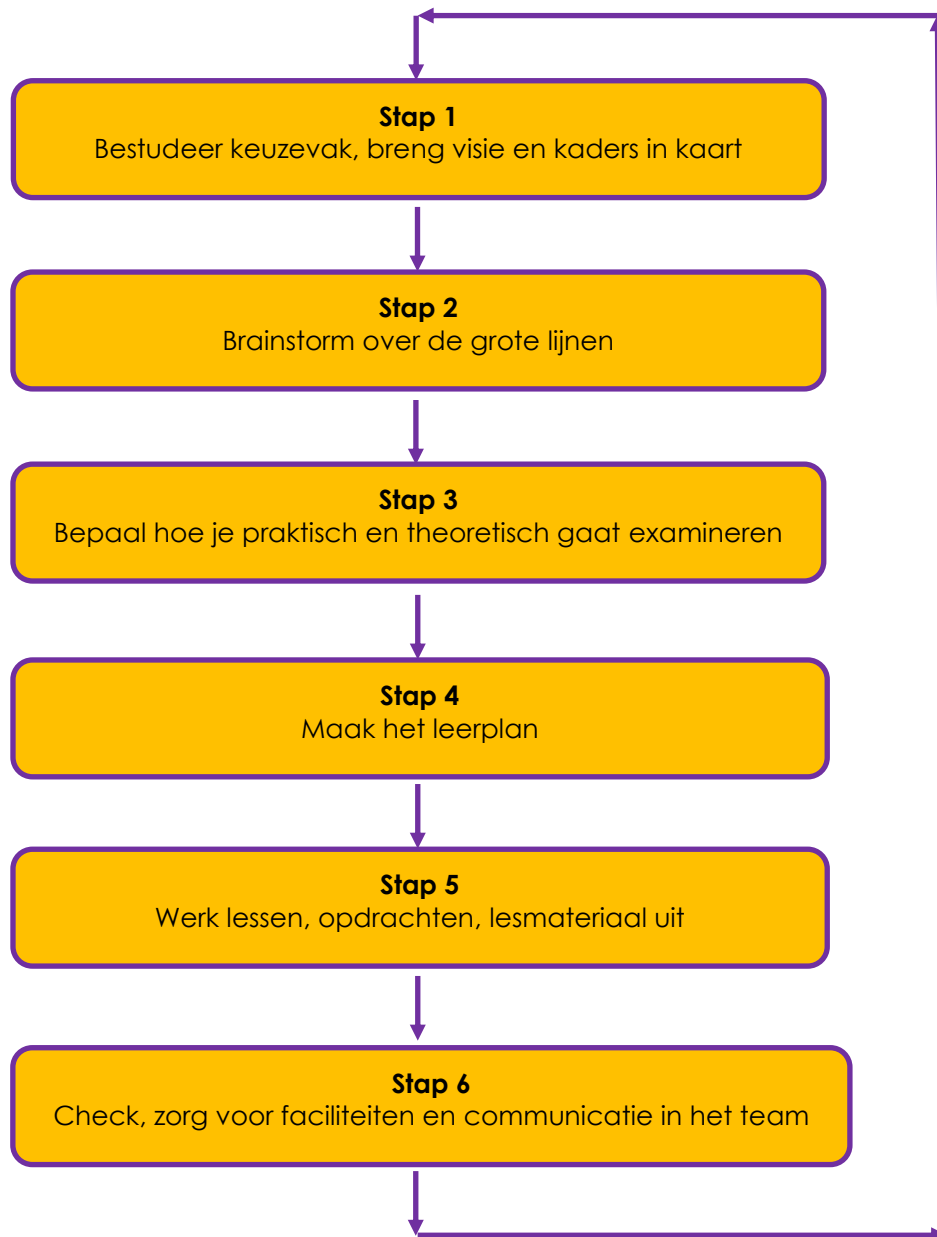 Stap 1
Bestudeer keuzevak, breng visie en kaders in kaart
Stap 2
Brainstorm over de grote lijnen
Stap 3
Bepaal hoe je praktisch en theoretisch gaat examineren
Stap 4
Maak het leerplan
Stap 5
Werk lessen, opdrachten, lesmateriaal uit
Stap 6
Check, zorg voor faciliteiten en communicatie in het team